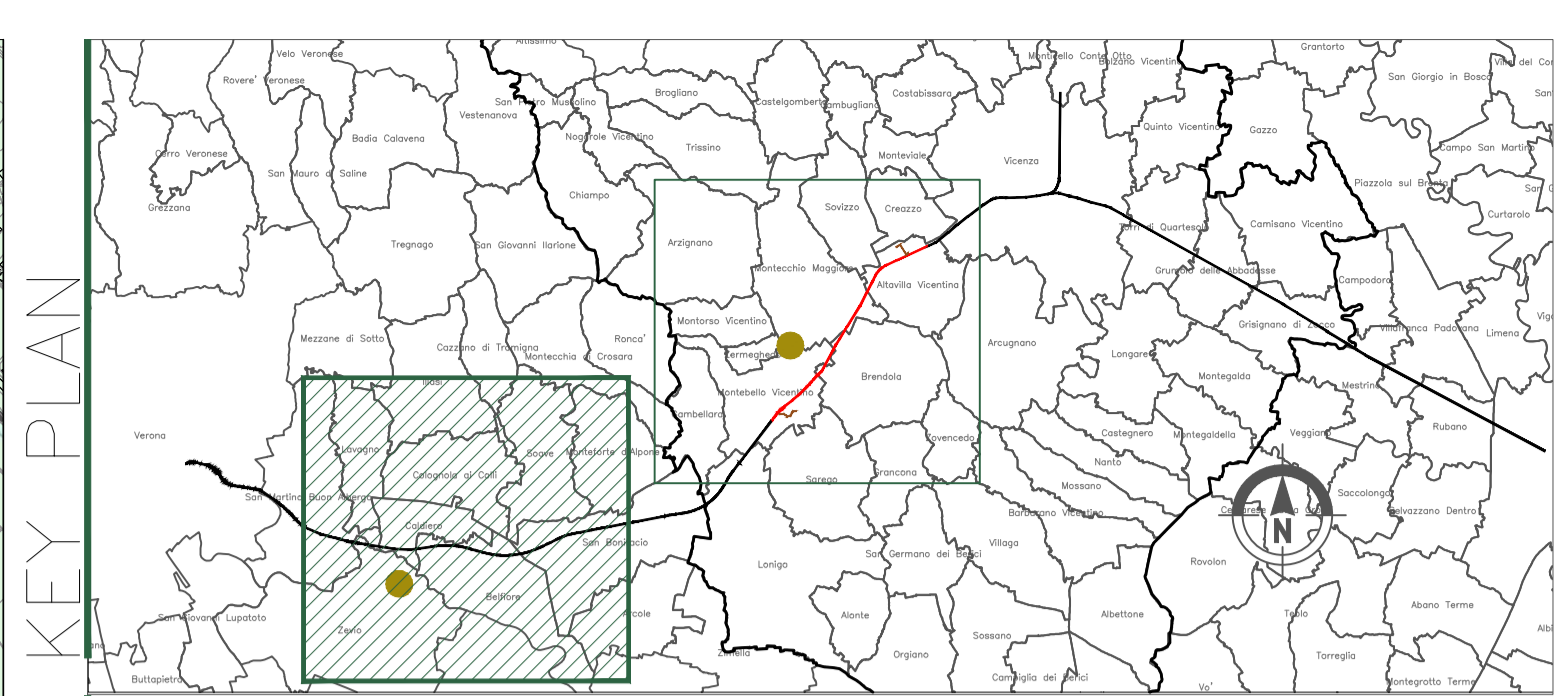 KEY PLAN
Altissimo
Grantorto
Velo Veronese
Monticello Conte Otto
Bolzano Vicentino
Rovere' Veronese
San Giorgio in Bosco
Brogliano
Costabissara
San Pietro Mussolino
Castelgomberto
Gambugliano
Vestenanova
Quinto Vicentino
Gazzo
Badia Calavena
Nogarole Vicentino
Trissino
Campo San Martino
Cerro Veronese
Monteviale
Vicenza
San Mauro di Saline
Piazzola sul Brenta
Chiampo
Grezzana
Sovizzo
Creazzo
Curtarolo
Torri di Quartesolo
Camisano Vicentino
Tregnago
San Giovanni Ilarione
Arzignano
Montecchio Maggiore
Grumolo delle Abbadesse
Campodoro
Altavilla Vicentina
Montorso Vicentino
Grisignano di Zocco
Villafranca Padovana
Limena
Mezzane di Sotto
Ronca'
Cazzano di Tramigna
Montecchia di Crosara
Zermeghedo
Arcugnano
Longare
Illasi
Brendola
Montegalda
Mestrino
Montebello Vicentino
Gambellara
Rubano
Verona
Zovencedo
Castegnero
Montegaldella
Veggiano
Lavagno
Soave
Monteforte d'Alpone
Colognola ai Colli
Nanto
Grancona
Sarego
Mossano
San Martino Buon Albergo
Saccolongo
Barbarano Vicentino
Selvazzano Dentro
Caldiero
San Bonifacio
Villaga
N
San Germano dei Berici
Lonigo
Rovolon
Belfiore
Zevio
Arcole
Alonte
Albettone
Teolo
Abano Terme
San Giovanni Lupatoto
Sossano
Zimella
Orgiano
Torreglia
Buttapietra
Campiglia dei Berici
Vo'
Montegrotto Terme